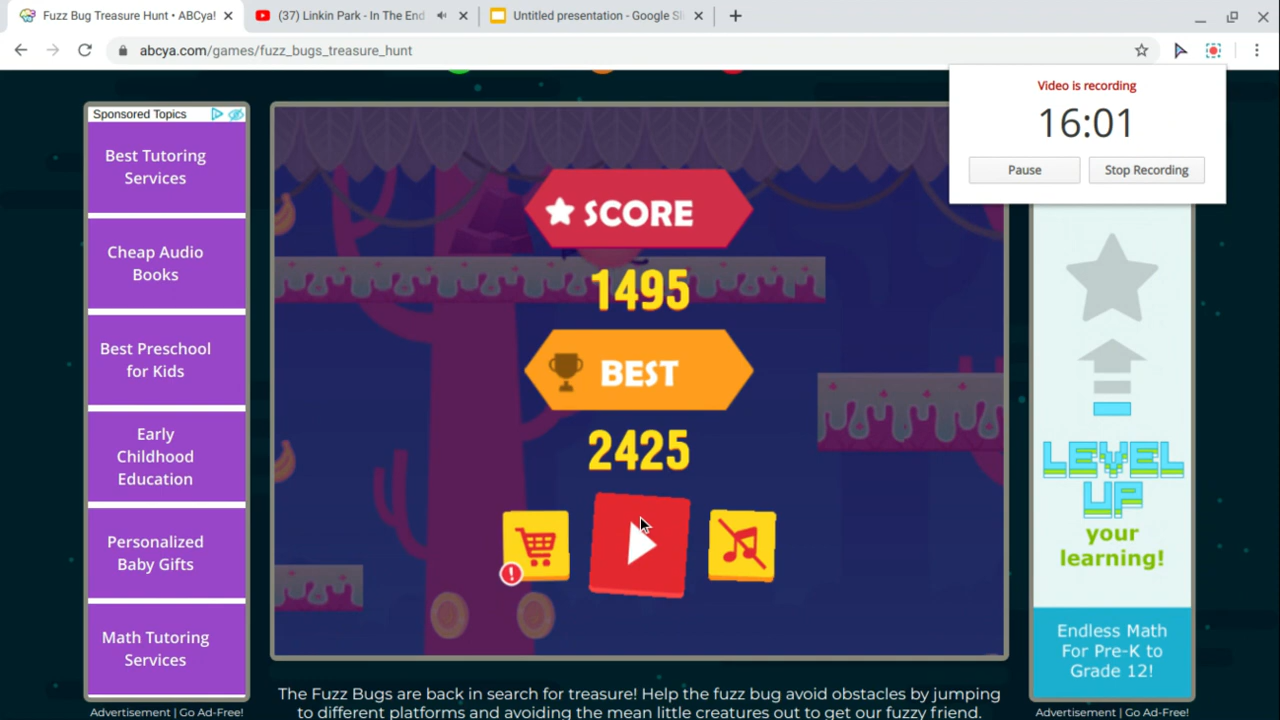 Fuzz Bug Treasure Hunt • ABCya!
(37) Linkin Park - In The End
Untitled presentation - Google Sl
abcya.com/games/fuzz_bugs_treasure_hunt
Video is recording
16:01
Pause
Stop Recording
Sponsored Topics
Best Tutoring
Services
Cheap Audio
Books
Best Preschool
for Kids
Early
Childhood
Education
Personalized
Baby Gifts
Math Tutoring
Services
Advertisement | Go Ad-Free!
SCORE
1495
BEST
2425
!
The Fuzz Bugs are back in search for treasure! Help the fuzz bug avoid obstacles by jumping
to different platforms and avoiding the mean little creatures out to get our fuzzy friend.
LEVEL
UP
your
learning!
Endless Math
For Pre-K to
Grade 12!
Advertisement | Go Ad-Free!